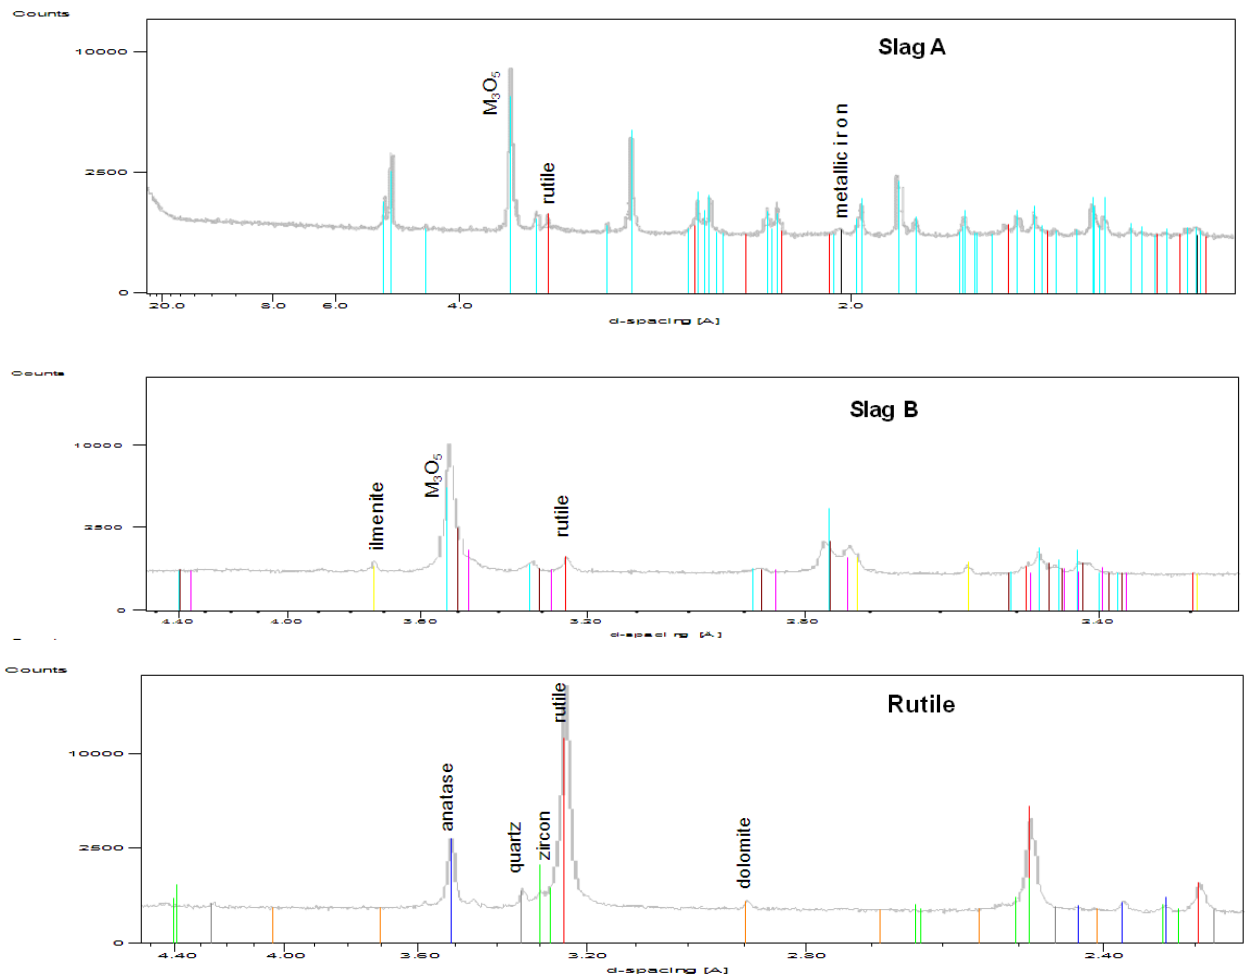 Counts
Slag A
10000
M₃O₅
rutile
metallic iron
2500
0
20.0 8.0 6.0 4.0 2.0
d-spacing [A]
Counts
Slag B
10000
M₃O₅
ilmenite
rutile
2500
0
4.40 4.00 3.60 3.20 2.80 2.40
d-spacing [A]
Counts
Rutile
rutile
10000
anatase
quartz
zircon
dolomite
2500
0
4.40 4.00 3.60 3.20 2.80 2.40
d-spacing [A]